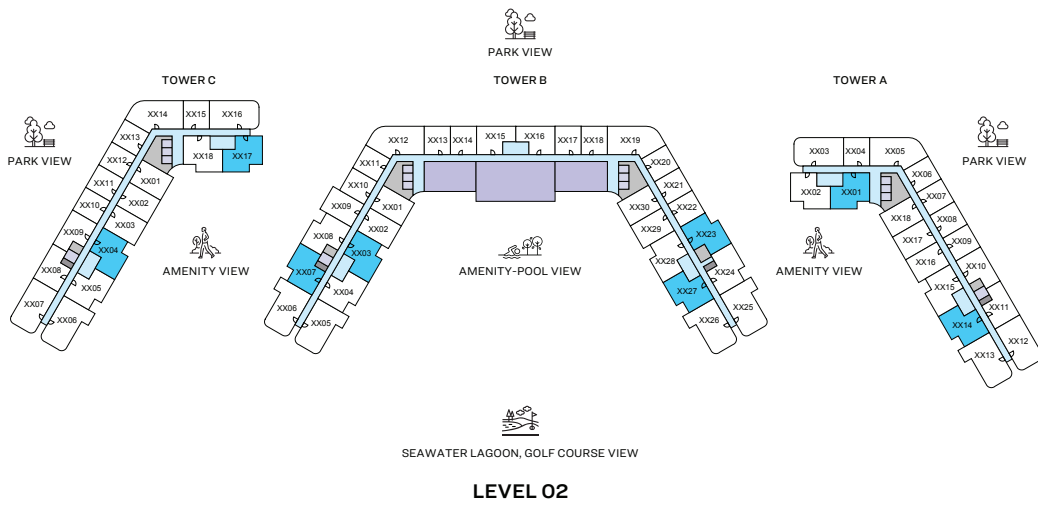 PARK VIEW
TOWER C
TOWER B
TOWER A
PARK VIEW
PARK VIEW
XX14
XX15
XX16
XX13
XX12
XX11
XX10
XX09
XX08
XX07
XX06
XX05
XX04
XX03
XX02
XX01
XX18
XX17
AMENITY VIEW
XX12
XX13
XX14
XX15
XX16
XX17
XX18
XX19
XX11
XX10
XX09
XX08
XX07
XX06
XX05
XX04
XX03
XX02
XX01
XX20
XX21
XX22
XX23
XX24
XX25
XX26
XX27
XX28
XX29
XX30
AMENITY-POOL VIEW
XX03
XX04
XX05
XX02
XX01
XX06
XX07
XX08
XX09
XX10
XX11
XX12
XX13
XX14
XX15
XX16
XX17
XX18
AMENITY VIEW
SEAWATER LAGOON, GOLF COURSE VIEW
LEVEL 02